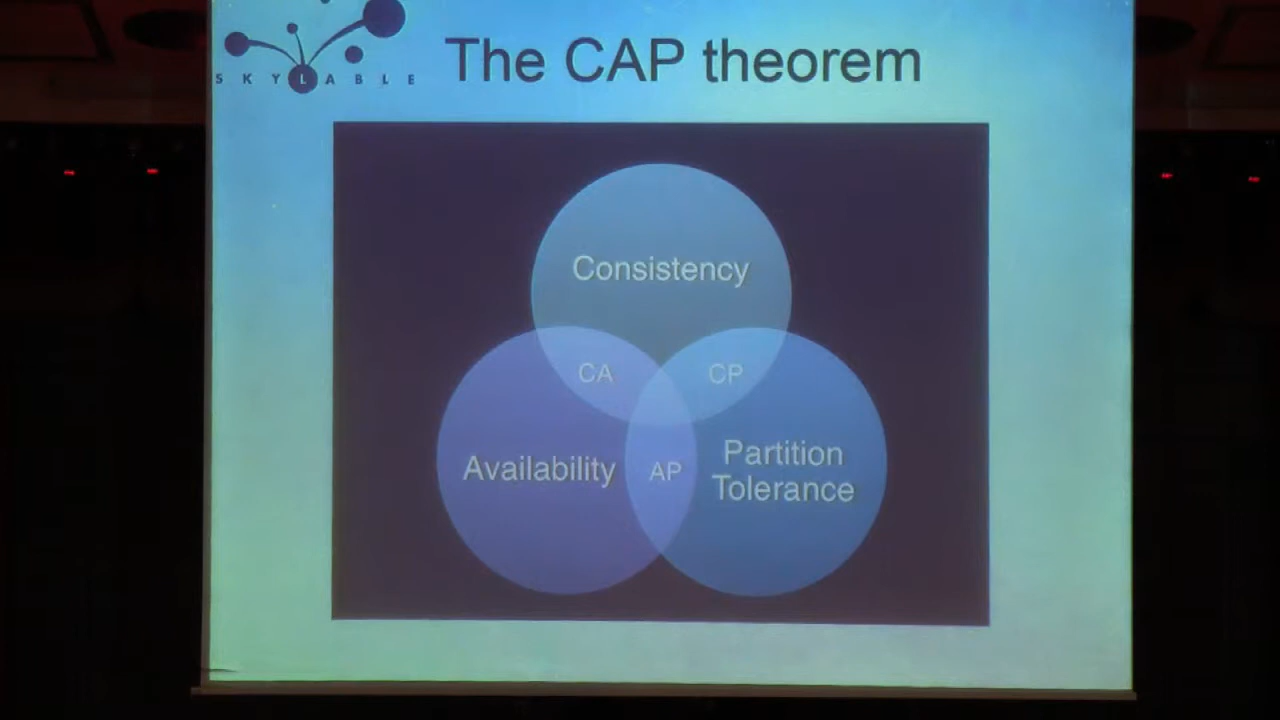 SKYLABLE
The CAP theorem
Consistency
CA
CP
Availability
AP
Partition
Tolerance